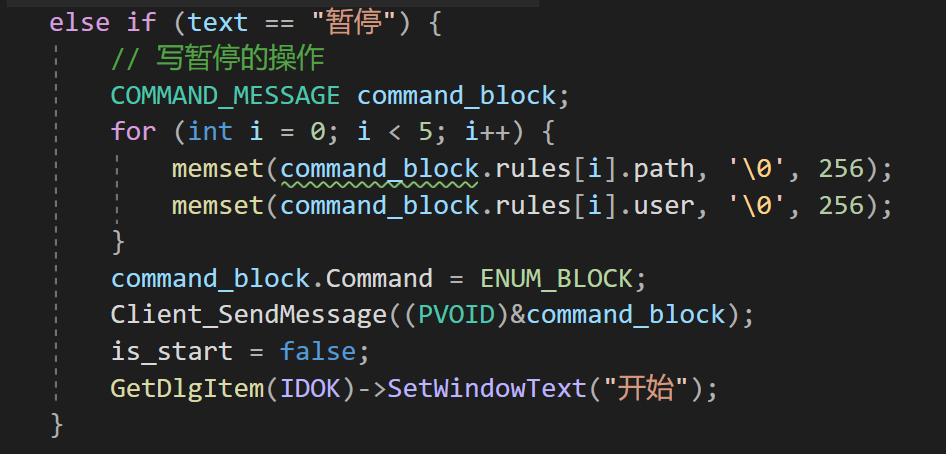 else if (text == "暂停") {
// 写暂停的操作
COMMAND_MESSAGE command_block;
for (int i = 0; i < 5; i++) {
memset(command_block.rules[i].path, '\0', 256);
memset(command_block.rules[i].user, '\0', 256);
}
command_block.Command = ENUM_BLOCK;
Client_SendMessage((PVOID)&command_block);
is_start = false;
GetDlgItem(IDOK)->SetWindowText("开始");
}